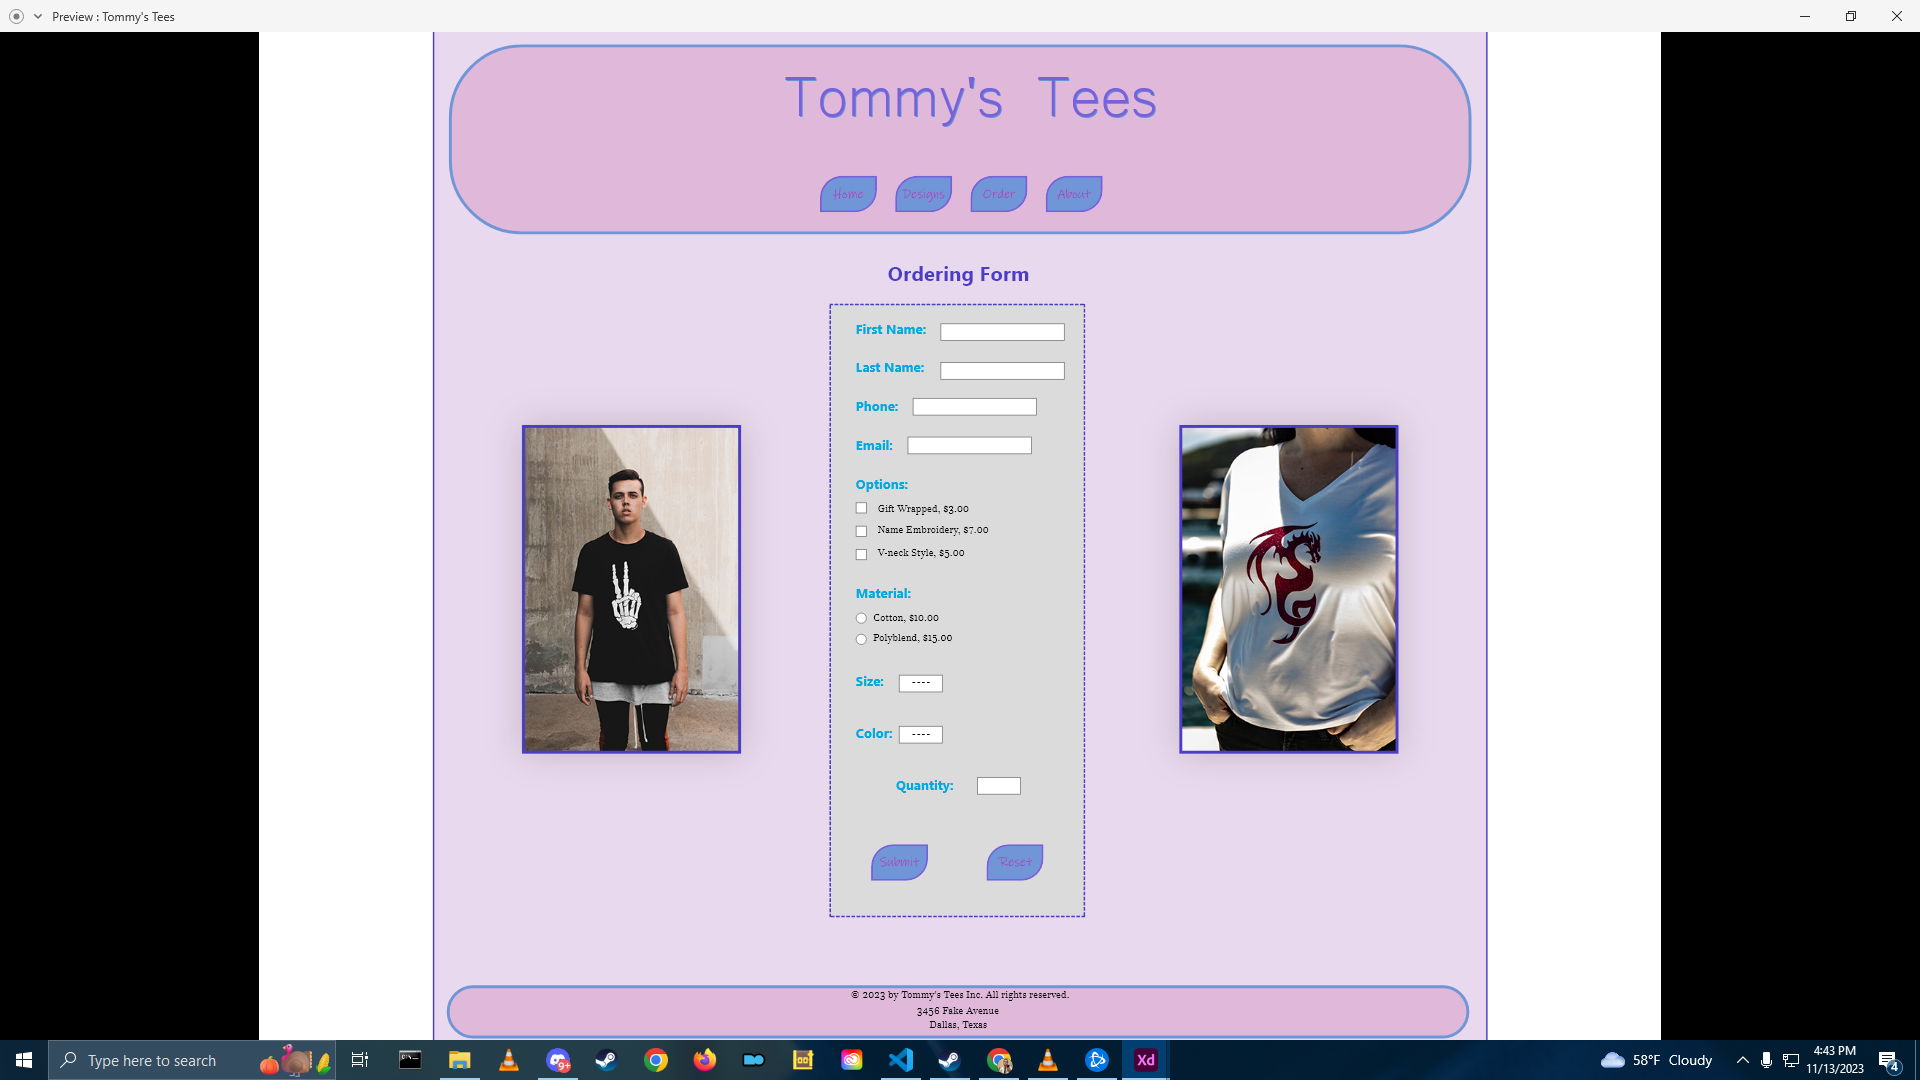 Preview : Tommy's Tees
Tommy's Tees
Home Designs Order About
Ordering Form
First Name:
Last Name:
Phone:
Email:
Options:
Gift Wrapped, $3.00
Name Embroidery, $7.00
V-neck Style, $5.00
Material:
Cotton, $10.00
Polyblend, $15.00
Size: ----
Color: ----
Quantity:
Submit Reset
© 2023 by Tommy's Tees Inc. All rights reserved.
3456 Fake Avenue
Dallas, Texas
Type here to search
9+
Xd
58°F Cloudy
4:43 PM
11/13/2023
4